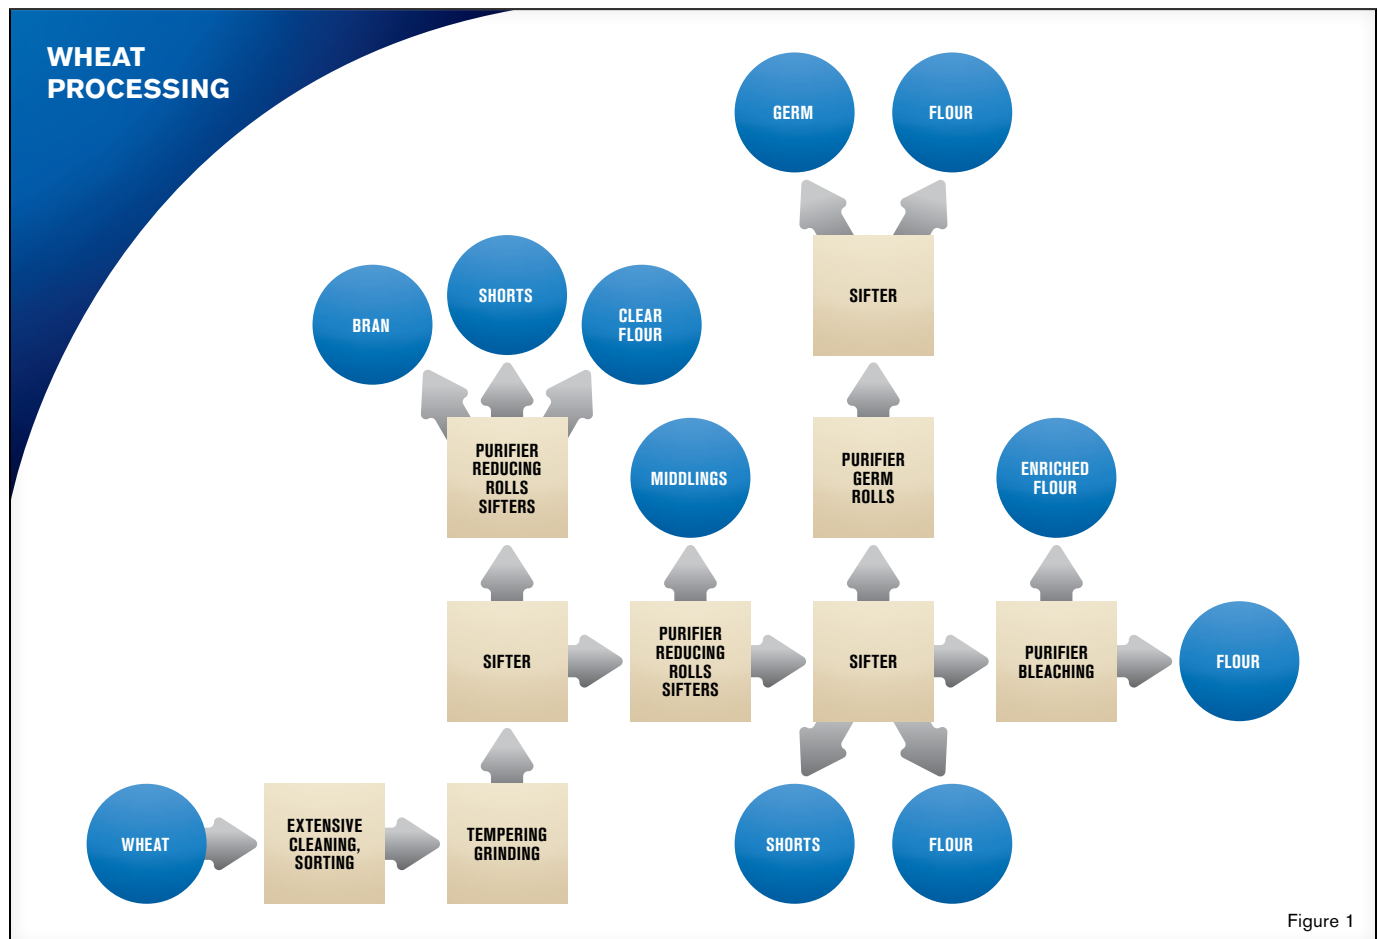 WHEAT
PROCESSING
GERM
FLOUR
SIFTER
BRAN
SHORTS
CLEAR
FLOUR
PURIFIER
REDUCING
ROLLS
SIFTERS
MIDDLINGS
PURIFIER
GERM
ROLLS
ENRICHED
FLOUR
SIFTER
PURIFIER
REDUCING
ROLLS
SIFTERS
SIFTER
PURIFIER
BLEACHING
FLOUR
WHEAT
EXTENSIVE
CLEANING,
SORTING
TEMPERING
GRINDING
SHORTS
FLOUR
Figure 1